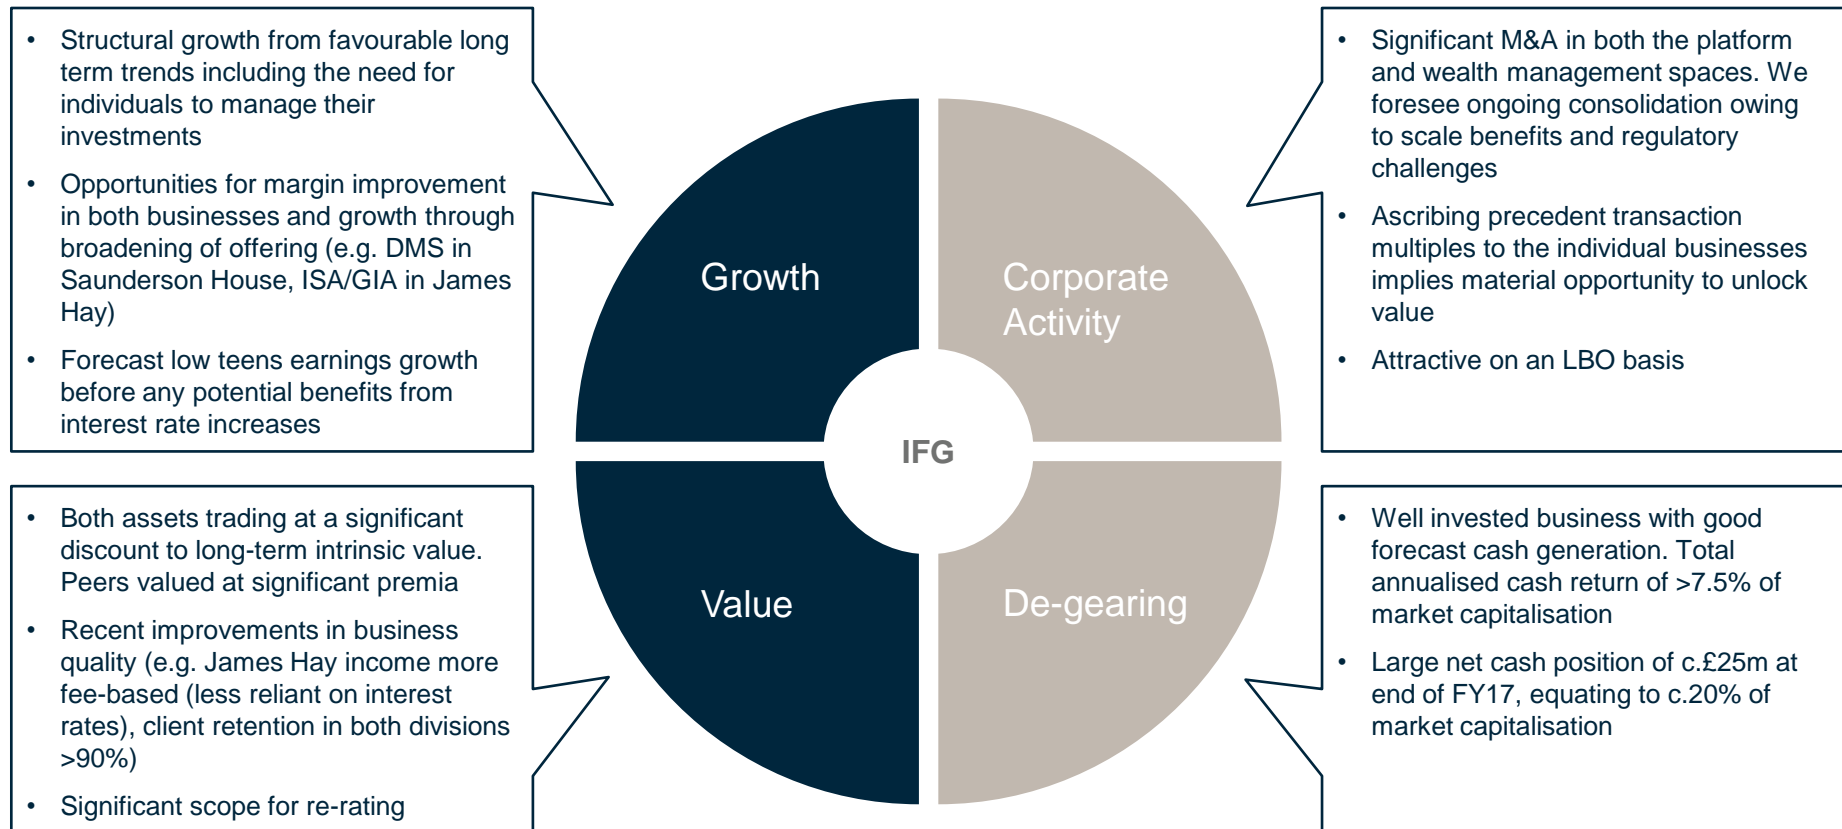 • Structural growth from favourable long
term trends including the need for
individuals to manage their
investments
• Opportunities for margin improvement
in both businesses and growth through
broadening of offering (e.g. DMS in
Saunderson House, ISA/GIA in James
Hay)
• Forecast low teens earnings growth
before any potential benefits from
interest rate increases
• Significant M&A in both the platform
and wealth management spaces. We
foresee ongoing consolidation owing
to scale benefits and regulatory
challenges
• Ascribing precedent transaction
multiples to the individual businesses
implies material opportunity to unlock
value
• Attractive on an LBO basis
Growth
Corporate
Activity
IFG
Value
De-gearing
• Both assets trading at a significant
discount to long-term intrinsic value.
Peers valued at significant premia
• Recent improvements in business
quality (e.g. James Hay income more
fee-based (less reliant on interest
rates), client retention in both divisions
>90%)
• Significant scope for re-rating
• Well invested business with good
forecast cash generation. Total
annualised cash return of >7.5% of
market capitalisation
• Large net cash position of c.£25m at
end of FY17, equating to c.20% of
market capitalisation